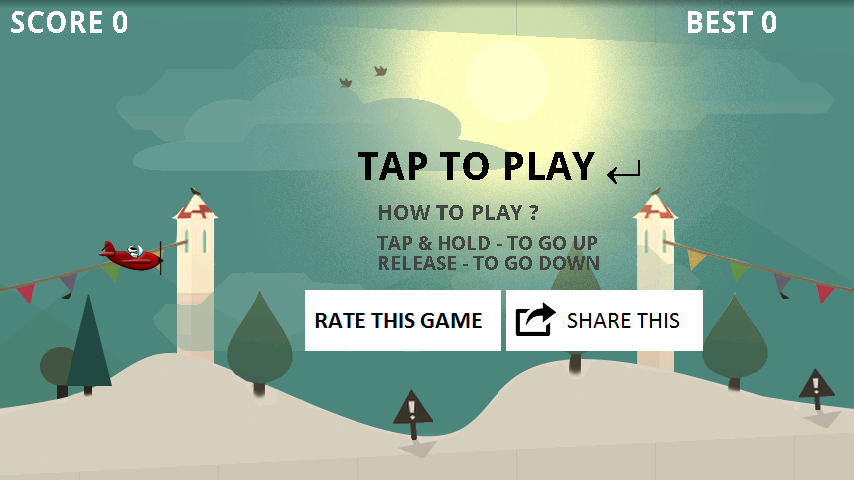 SCORE 0
BEST 0
TAP TO PLAY
HOW TO PLAY ?
TAP & HOLD - TO GO UP
RELEASE - TO GO DOWN
RATE THIS GAME
SHARE THIS
!
!